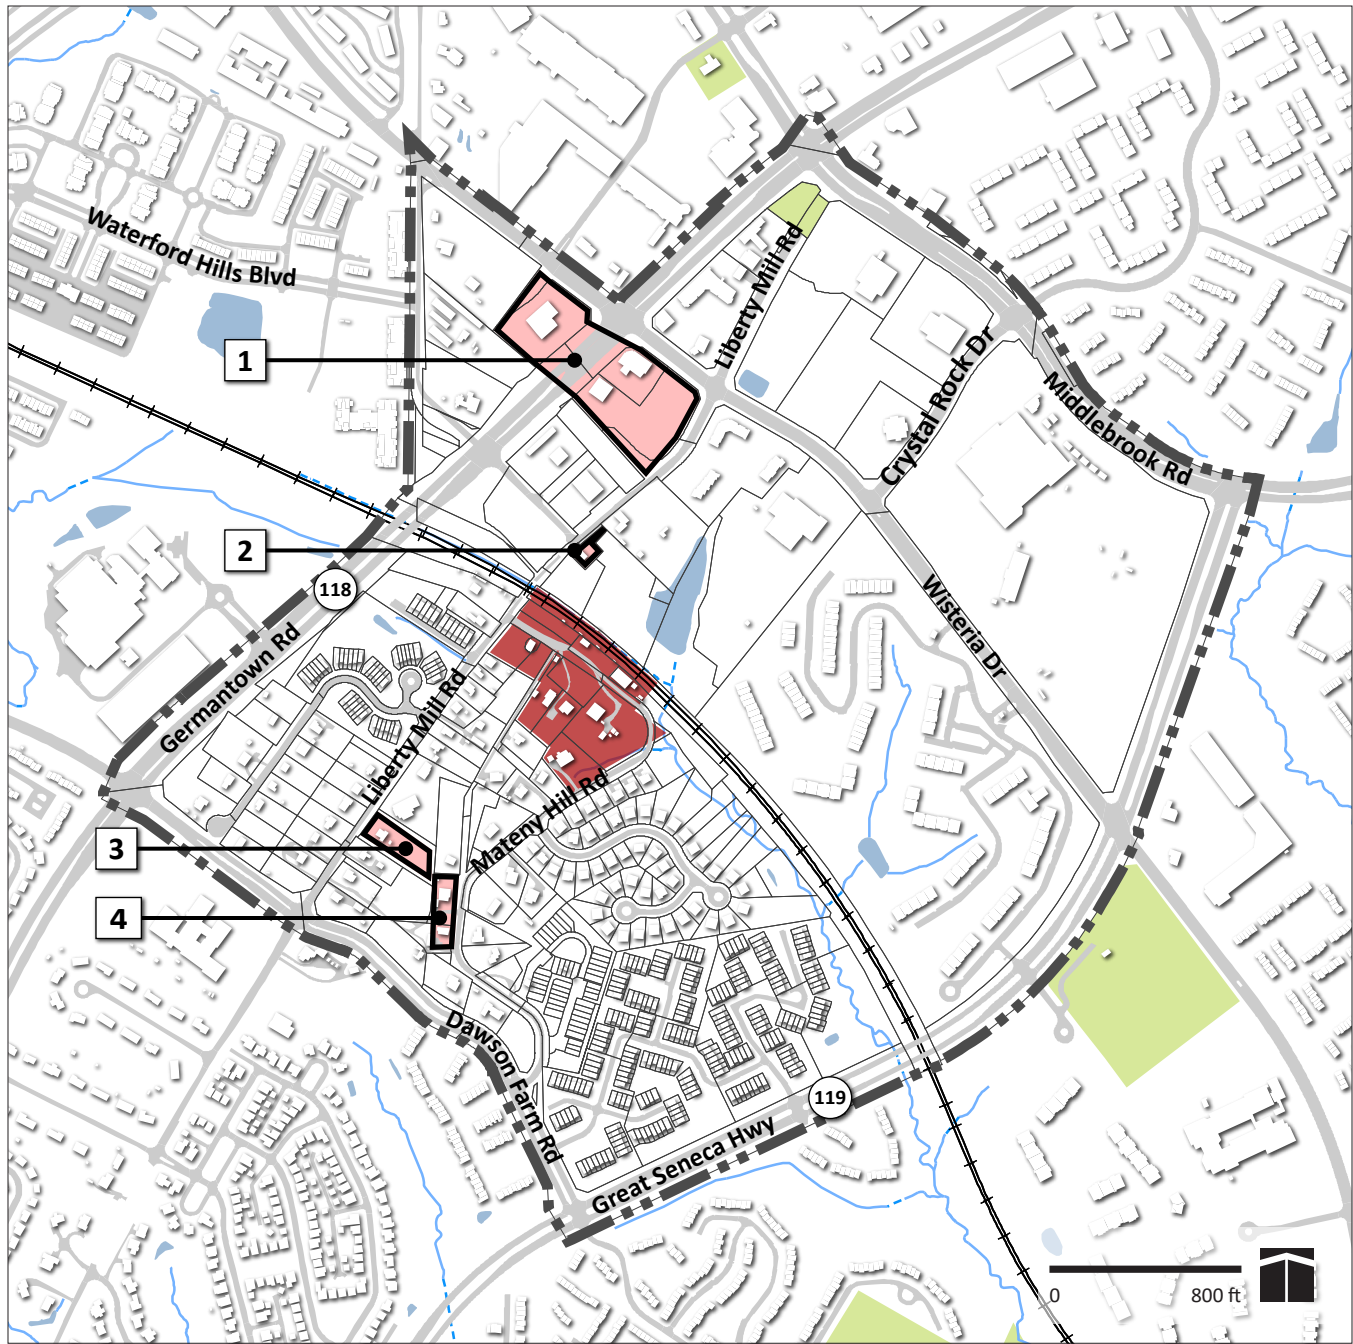 Waterford Hills Blvd
Liberty Mill Rd
1
Crystal Rock Dr
Middlebrook Rd
2
118
Wisteria Dr
Germantown Rd
Liberty Mill Rd
Mateny Hill Rd
3
4
Dawson Farm Rd
119
Great Seneca Hwy
0 800 ft